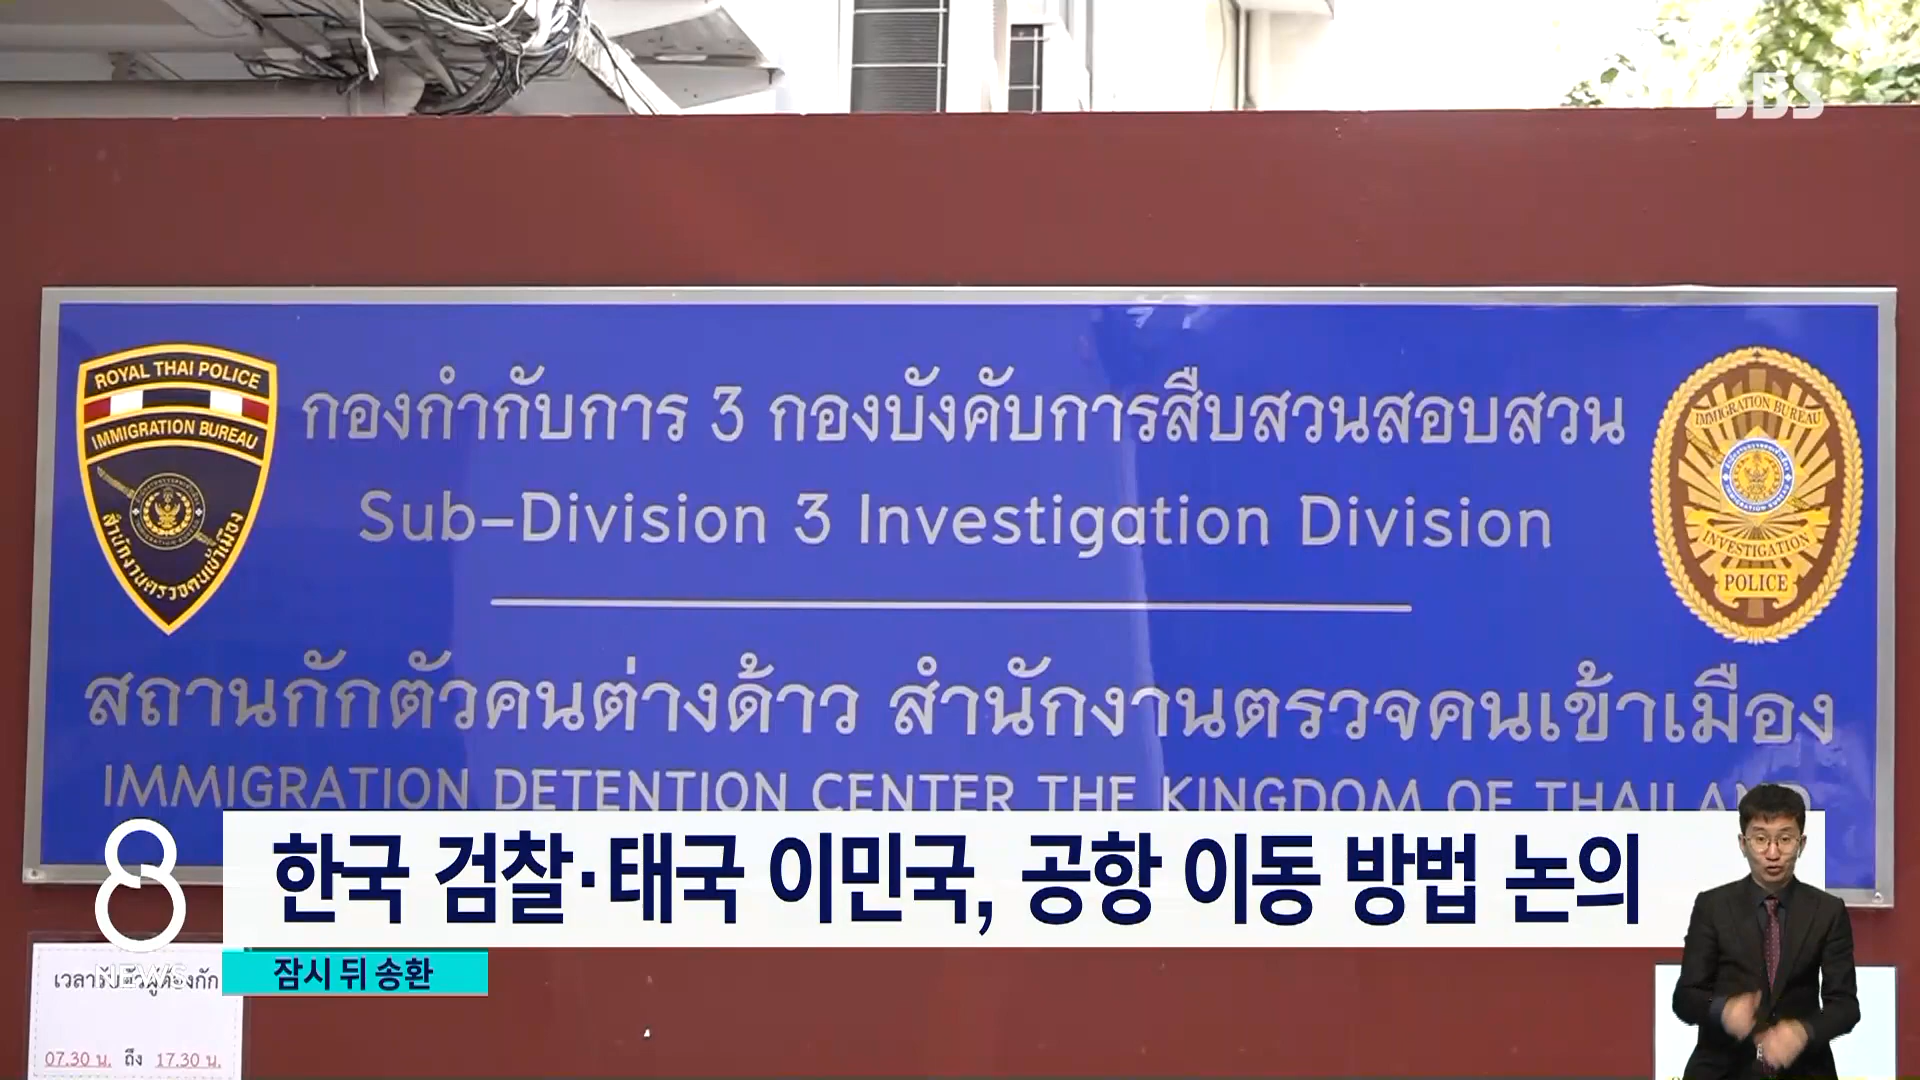 SBS
ROYAL THAI POLICE
IMMIGRATION BUREAU
สำนักงานตรวจคนเข้าเมือง
กองกำกับการ 3 กองบังคับการสืบสวนสอบสวน
Sub-Division 3 Investigation Division
IMMIGRATION BUREAU
INVESTIGATION
POLICE
สถานกักตัวคนต่างด้าว สำนักงานตรวจคนเข้าเมือง
IMMIGRATION DETENTION CENTER THE KINGDOM OF THAILAND
8
NEWS
한국 검찰·태국 이민국, 공항 이동 방법 논의
잠시 뒤 송환
07.30 น. ถึง 17.30 น.